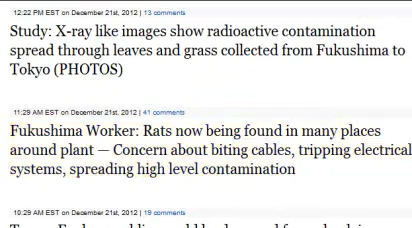 12:22 PM EST on December 21st, 2012 | 13 comments
Study: X-ray like images show radioactive contamination
spread through leaves and grass collected from Fukushima to
Tokyo (PHOTOS)
11:29 AM EST on December 21st, 2012 | 41 comments
Fukushima Worker: Rats now being found in many places
around plant — Concern about biting cables, tripping electrical
systems, spreading high level contamination
10:29 AM EST on December 21st, 2012 | 19 comments